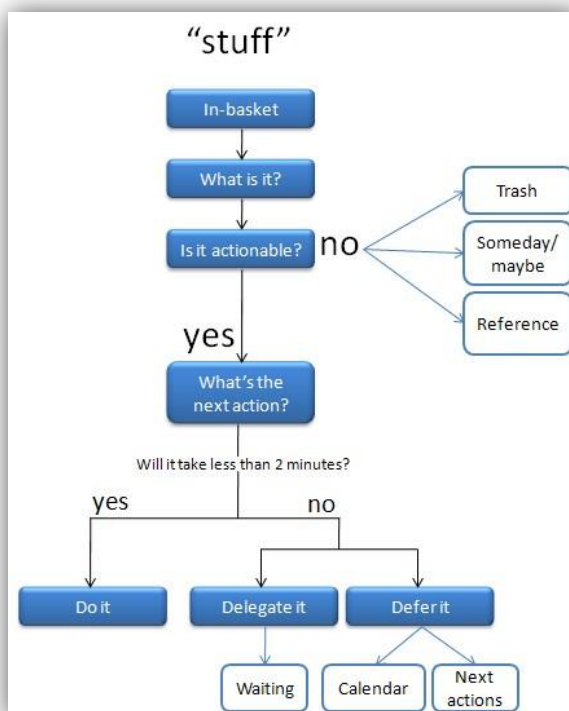 “stuff”
In-basket
What is it?
Is it actionable?
no
Trash
Someday/
maybe
Reference
yes
What’s the
next action?
Will it take less than 2 minutes?
yes
no
Do it
Delegate it
Defer it
Waiting
Calendar
Next
actions